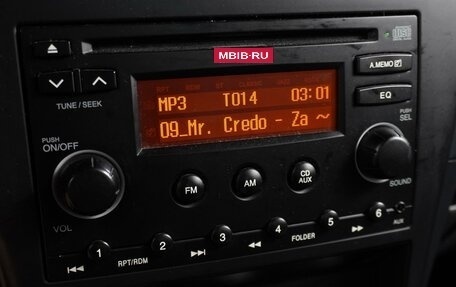 MBIB-RU
disc
A.MEMO
TUNE / SEEK
MP3 T014 03:01
09_Mr. Credo - Za ~
EQ
PUSH
ON/OFF
PUSH
SEL
VOL
FM
AM
CD
AUX
SOUND
1
2
3
4
5
6
RPT/RDM
FOLDER
AUX